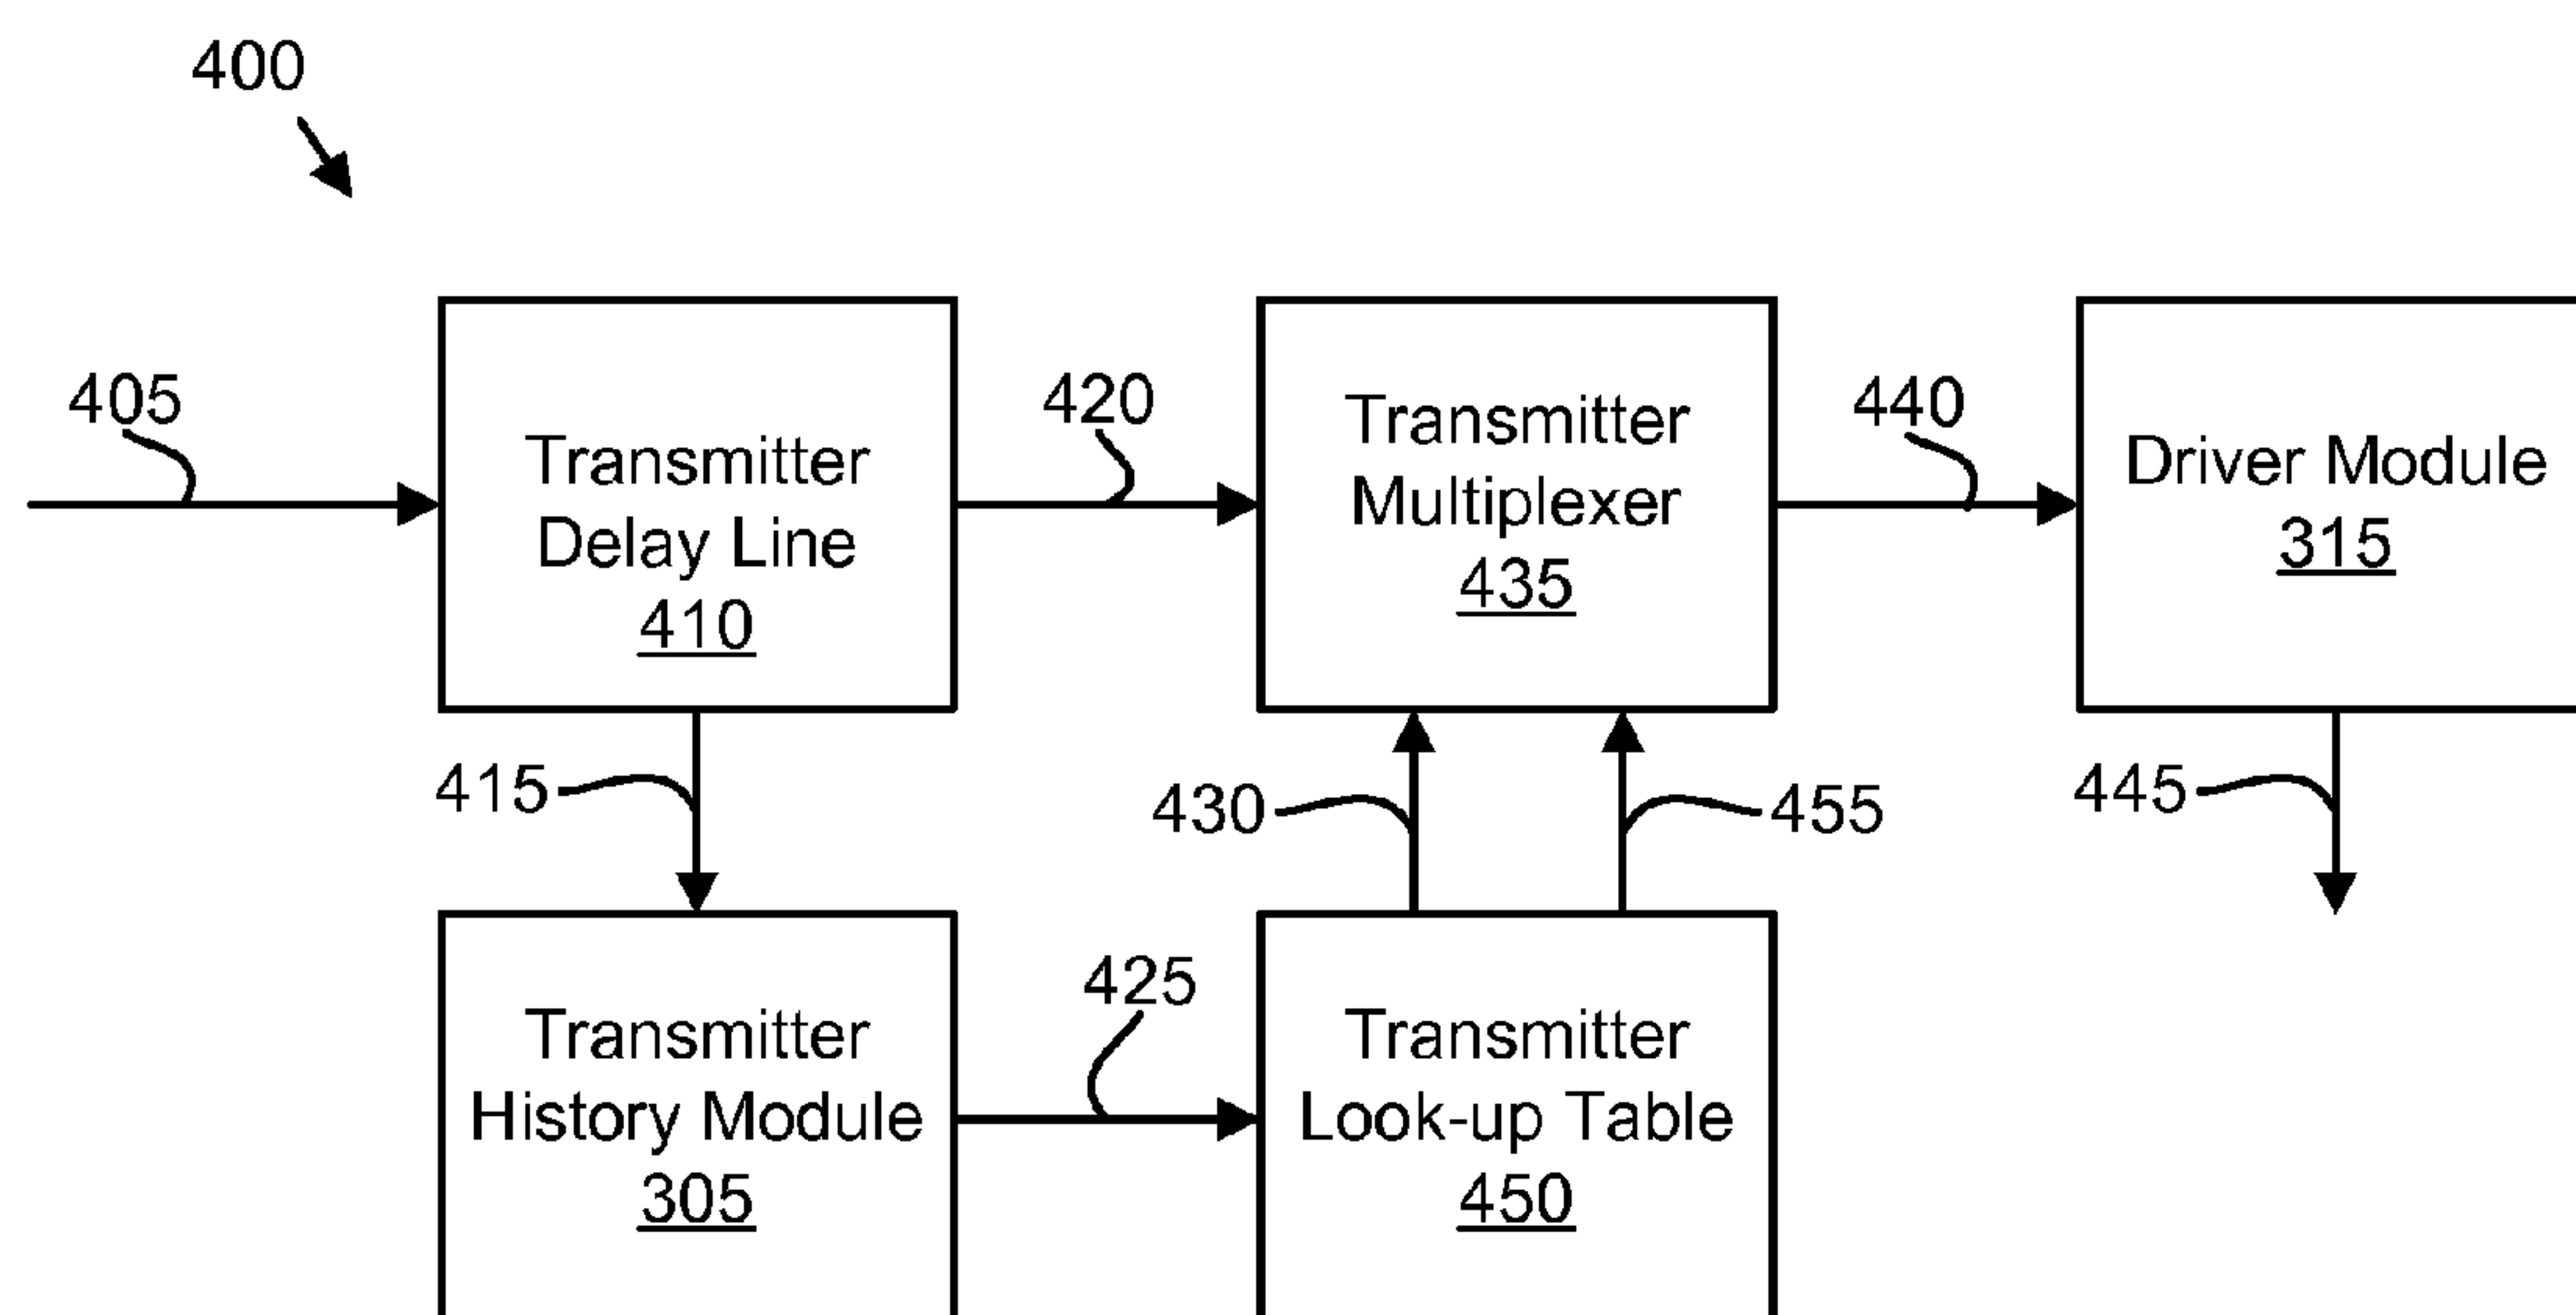 400
405
Transmitter
Delay Line
410
420
Transmitter
Multiplexer
435
440
Driver Module
315
415
430
455
445
Transmitter
History Module
305
425
Transmitter
Look-up Table
450